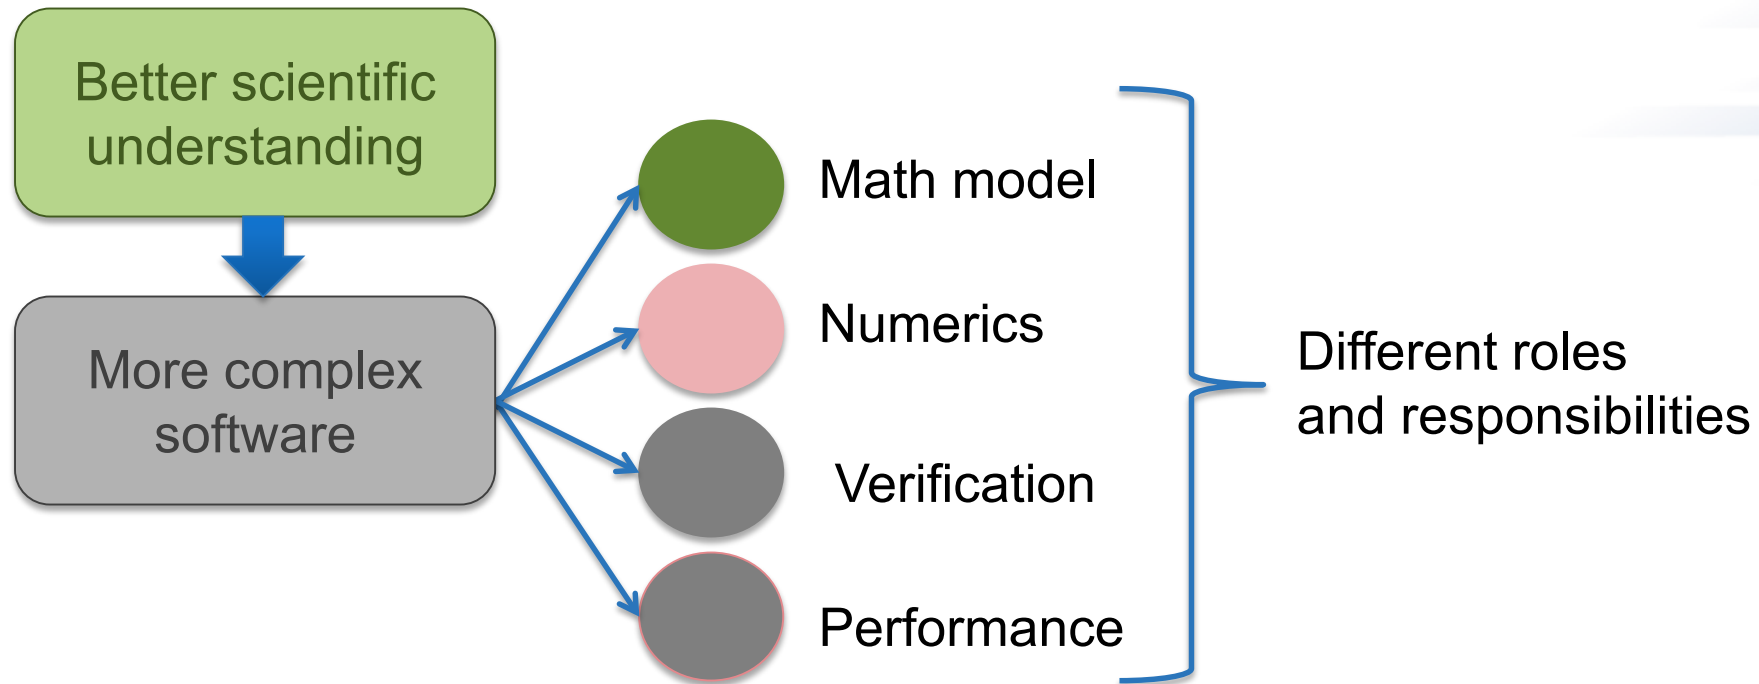 Better scientific
understanding
More complex
software
Math model
Numerics
Verification
Performance
Different roles
and responsibilities